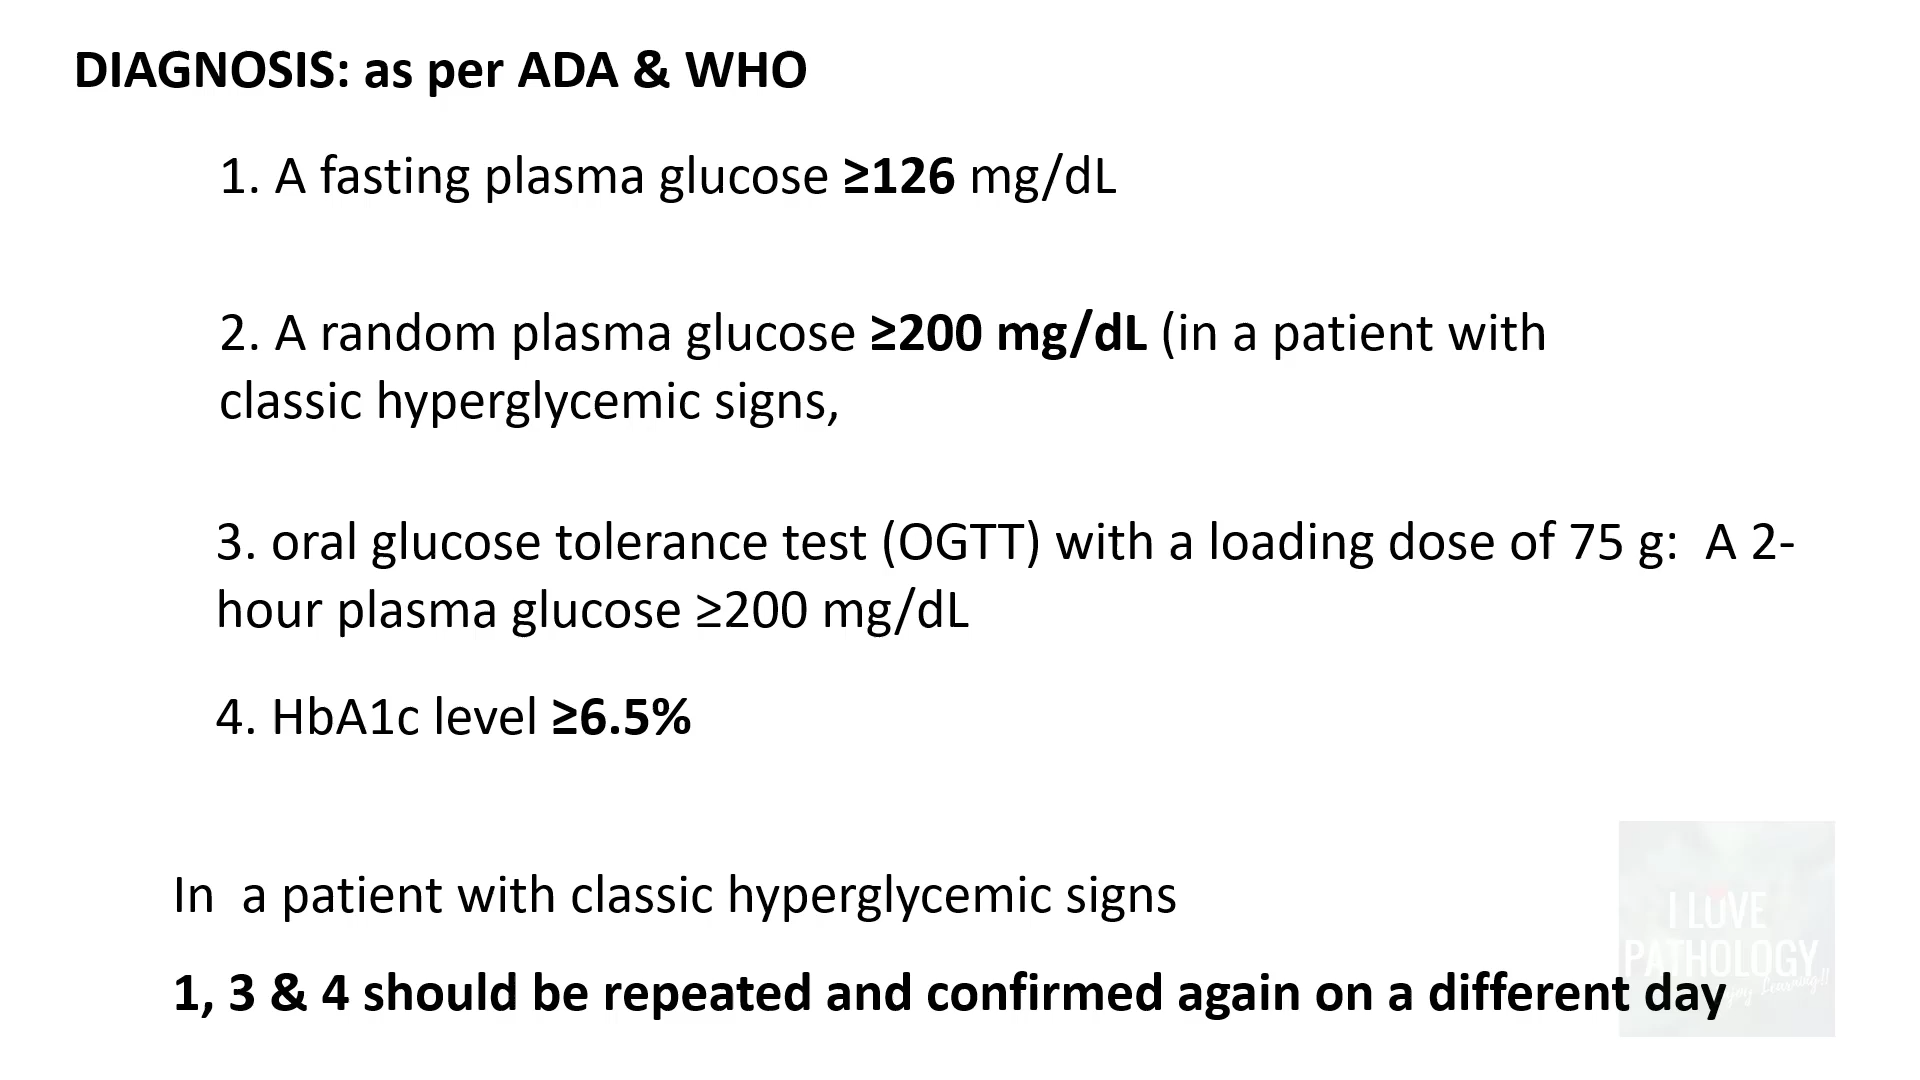 DIAGNOSIS: as per ADA & WHO
1. A fasting plasma glucose ≥126 mg/dL
2. A random plasma glucose ≥200 mg/dL (in a patient with
classic hyperglycemic signs,
3. oral glucose tolerance test (OGTT) with a loading dose of 75 g:  A 2-
hour plasma glucose ≥200 mg/dL
4. HbA1c level ≥6.5%
In  a patient with classic hyperglycemic signs
1, 3 & 4 should be repeated and confirmed again on a different day
I LOVE
PATHOLOGY
Learning!!